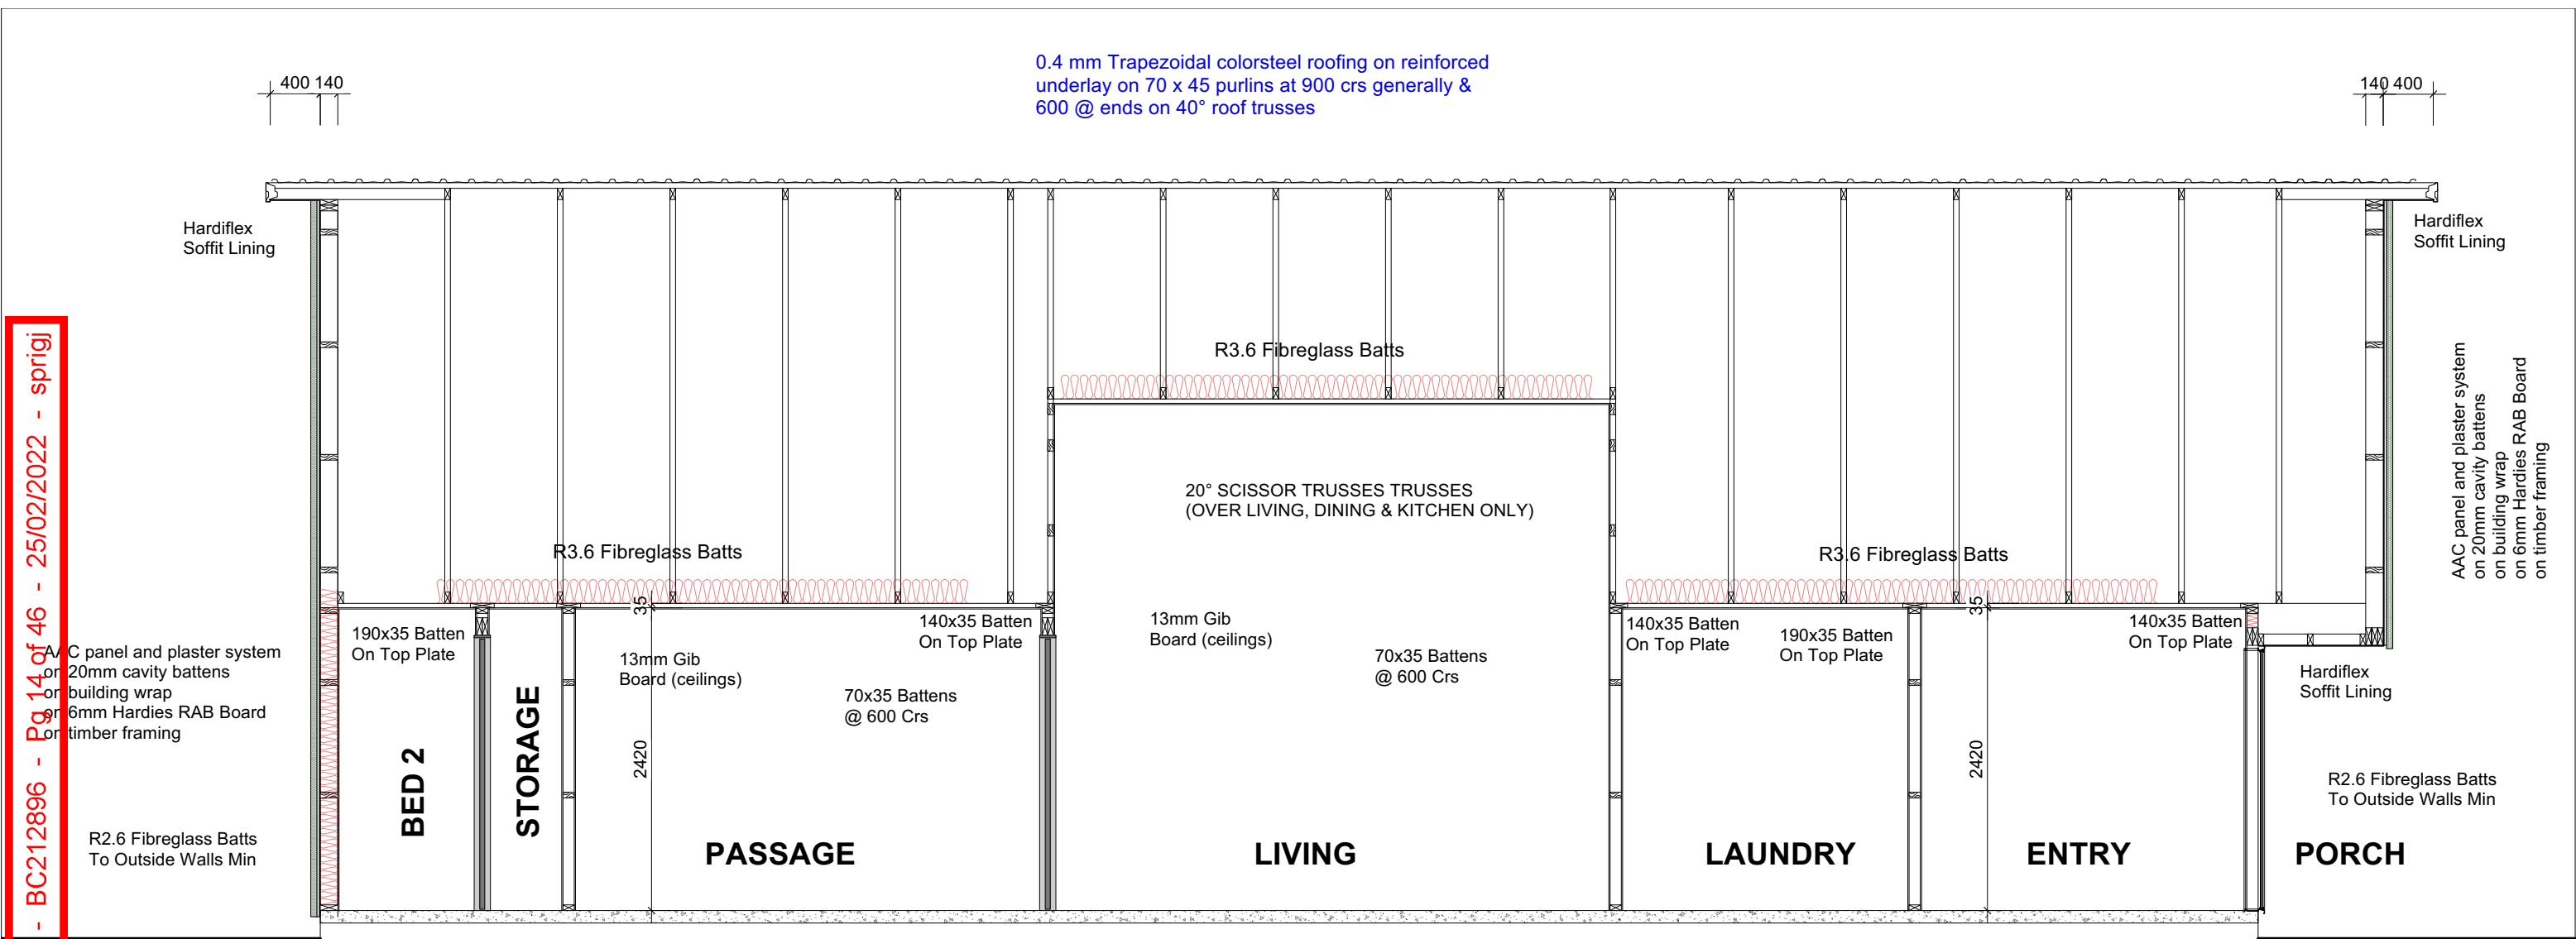 0.4 mm Trapezoidal colorsteel roofing on reinforced
underlay on 70 x 45 purlins at 900 crs generally &
600 @ ends on 40° roof trusses
400 140
140 400
Hardiflex
Soffit Lining
Hardiflex
Soffit Lining
- BC212896 - Pg 14 of 46 - 25/02/2022 - sprigj
R3.6 Fibreglass Batts
20° SCISSOR TRUSSES TRUSSES
(OVER LIVING, DINING & KITCHEN ONLY)
R3.6 Fibreglass Batts
R3.6 Fibreglass Batts
AAC panel and plaster system
on 20mm cavity battens
on building wrap
on 6mm Hardies RAB Board
on timber framing
35
35
190x35 Batten
On Top Plate
13mm Gib
Board (ceilings)
140x35 Batten
On Top Plate
13mm Gib
Board (ceilings)
140x35 Batten
On Top Plate
190x35 Batten
On Top Plate
140x35 Batten
On Top Plate
AAC panel and plaster system
on 20mm cavity battens
on building wrap
on 6mm Hardies RAB Board
on timber framing
70x35 Battens
@ 600 Crs
70x35 Battens
@ 600 Crs
Hardiflex
Soffit Lining
2420
2420
R2.6 Fibreglass Batts
To Outside Walls Min
R2.6 Fibreglass Batts
To Outside Walls Min
BED 2
STORAGE
PASSAGE
LIVING
LAUNDRY
ENTRY
PORCH